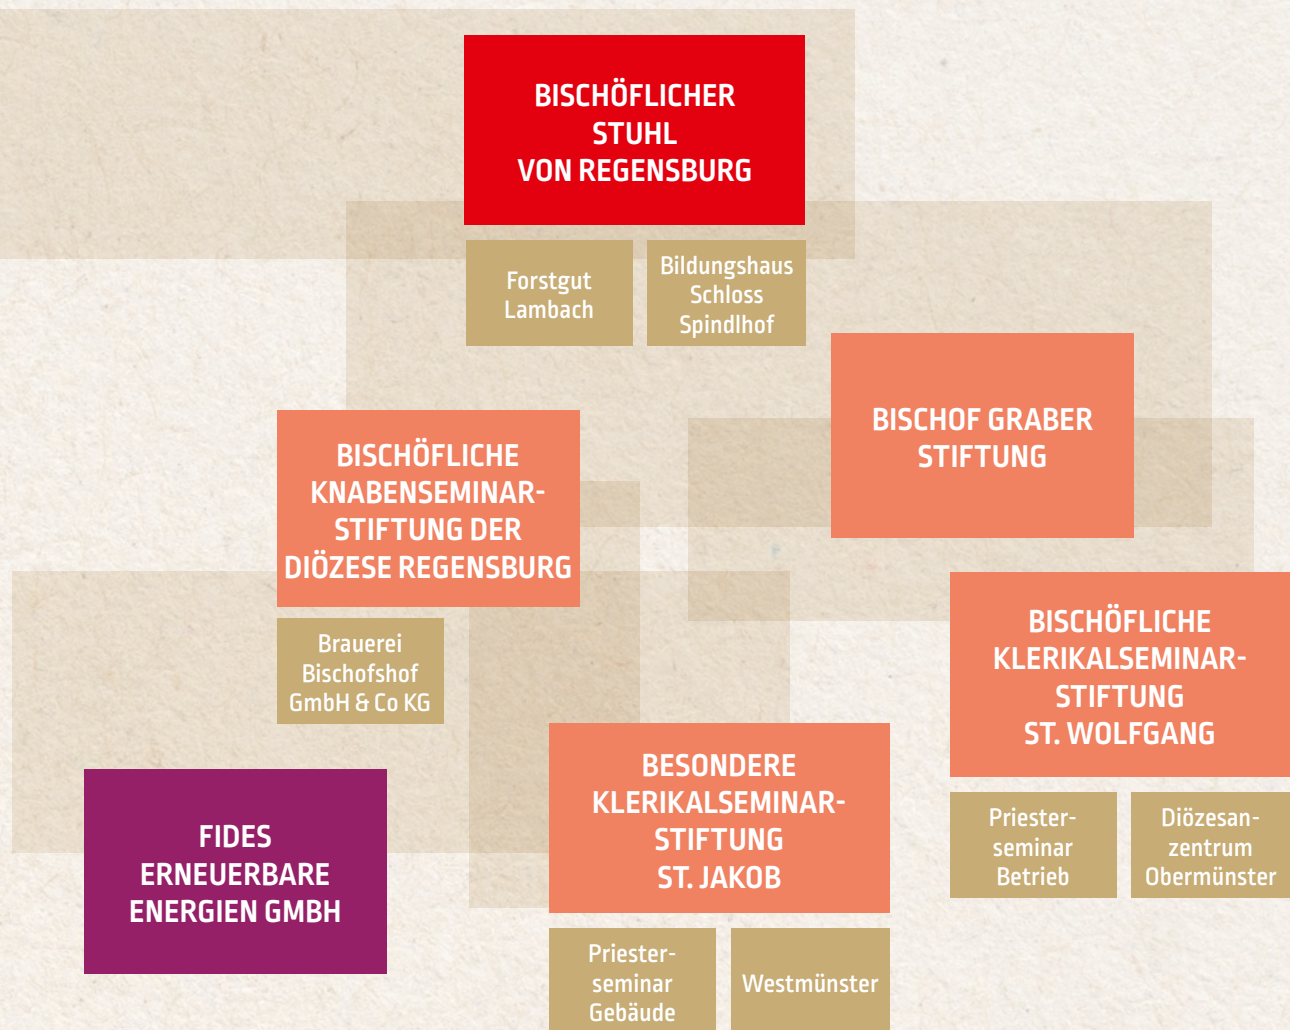 BISCHÖFLICHER
STUHL
VON REGENSBURG
Forstgut
Lambach
Bildungshaus
Schloss
Spindlhof
BISCHOF GRABER
STIFTUNG
BISCHÖFLICHE
KNABENSEMINAR-
STIFTUNG DER
DIÖZESE REGENSBURG
Brauerei
Bischofshof
GmbH & Co KG
BISCHÖFLICHE
KLERIKALSEMINAR-
STIFTUNG
ST. WOLFGANG
Priester-
seminar
Betrieb
Diözesan-
zentrum
Obermünster
BESONDERE
KLERIKALSEMINAR-
STIFTUNG
ST. JAKOB
Priester-
seminar
Gebäude
Westmünster
FIDES
ERNEUERBARE
ENERGIEN GMBH